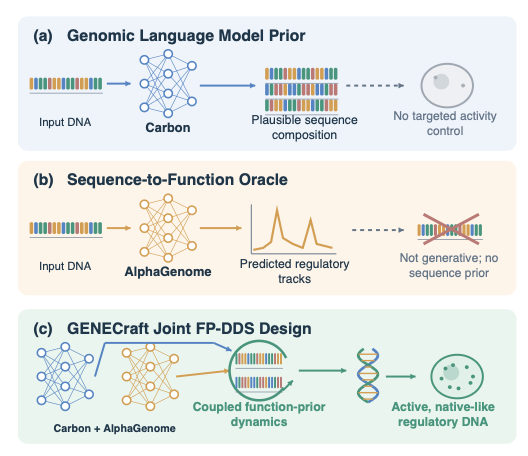 (a) Genomic Language Model Prior
Input DNA
Carbon
Plausible sequence
composition
No targeted activity
control
(b) Sequence-to-Function Oracle
Input DNA
AlphaGenome
Predicted regulatory
tracks
Not generative; no
sequence prior
(c) GENECraft Joint FP-DDS Design
Carbon + AlphaGenome
Coupled function-prior
dynamics
Active, native-like
regulatory DNA